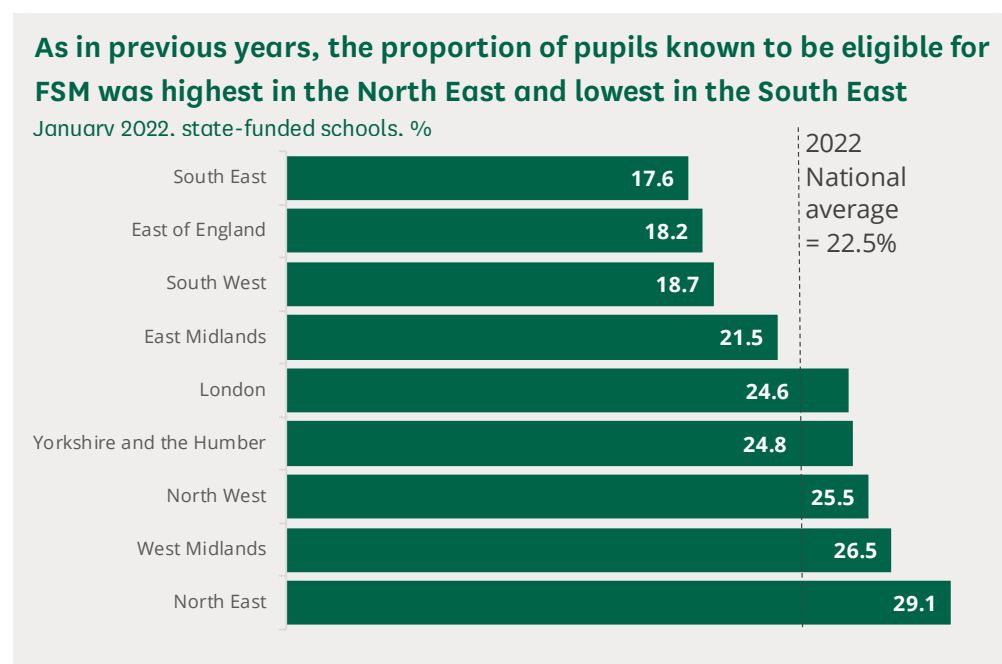 As in previous years, the proportion of pupils known to be eligible for
FSM was highest in the North East and lowest in the South East
January 2022, state-funded schools, %
2022
National
average
= 22.5%
South East 17.6
East of England 18.2
South West 18.7
East Midlands 21.5
London 24.6
Yorkshire and the Humber 24.8
North West 25.5
West Midlands 26.5
North East 29.1